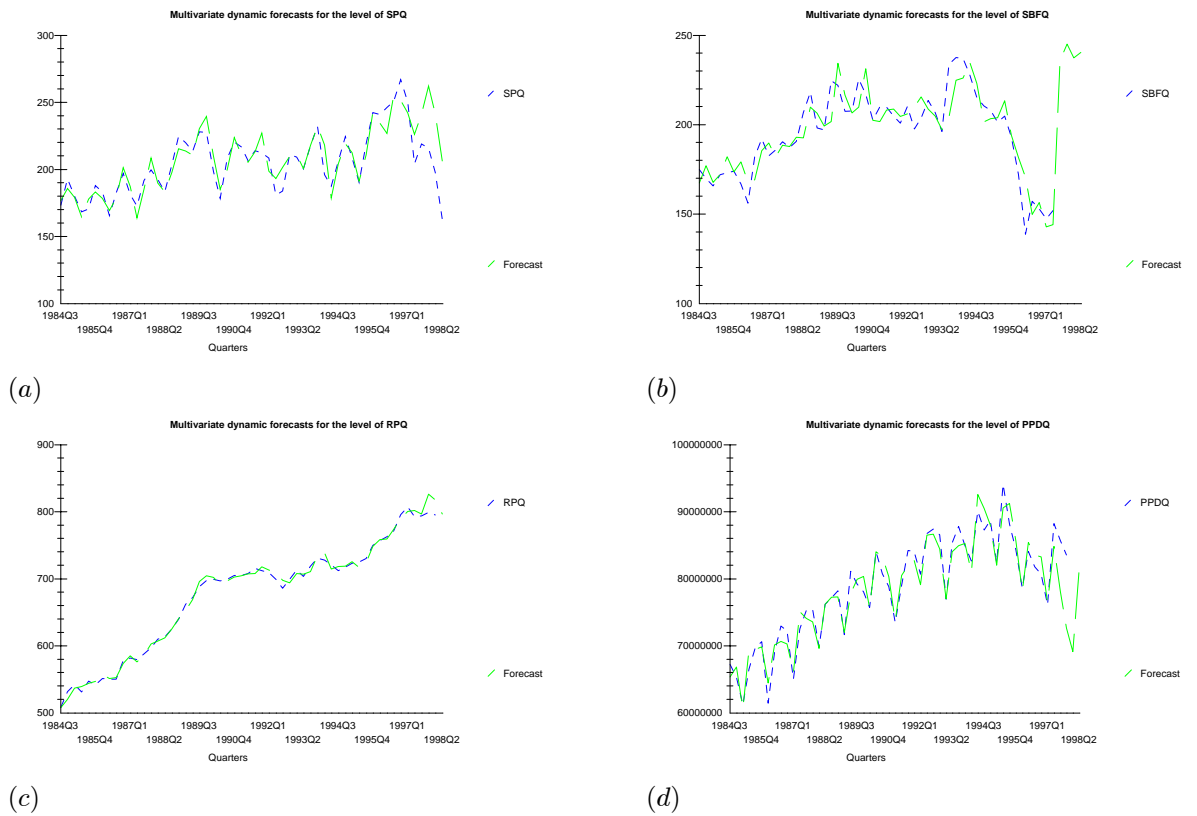 Multivariate dynamic forecasts for the level of SPQ
300
250
200
150
100
SPQ
Forecast
1984Q3 1987Q1 1989Q3 1992Q1 1994Q3 1997Q1
1985Q4 1988Q2 1990Q4 1993Q2 1995Q4 1998Q2
Quarters
(a)
Multivariate dynamic forecasts for the level of SBFQ
250
200
150
100
SBFQ
Forecast
1984Q3 1987Q1 1989Q3 1992Q1 1994Q3 1997Q1
1985Q4 1988Q2 1990Q4 1993Q2 1995Q4 1998Q2
Quarters
(b)
Multivariate dynamic forecasts for the level of RPQ
900
800
700
600
500
RPQ
Forecast
1984Q3 1987Q1 1989Q3 1992Q1 1994Q3 1997Q1
1985Q4 1988Q2 1990Q4 1993Q2 1995Q4 1998Q2
Quarters
(c)
Multivariate dynamic forecasts for the level of PPDQ
100000000
90000000
80000000
70000000
60000000
PPDQ
Forecast
1984Q3 1987Q1 1989Q3 1992Q1 1994Q3 1997Q1
1985Q4 1988Q2 1990Q4 1993Q2 1995Q4 1998Q2
Quarters
(d)